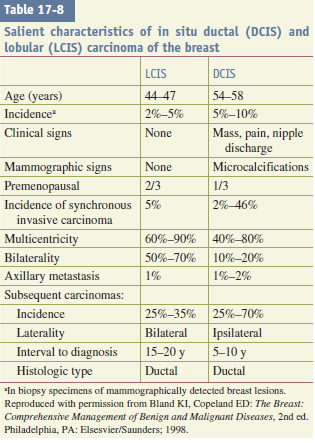 Table 17-8
Salient characteristics of in situ ductal (DCIS) and
lobular (LCIS) carcinoma of the breast
LCIS DCIS
Age (years) 44–47 54–58
Incidenceᵃ 2%–5% 5%–10%
Clinical signs None Mass, pain, nipple
discharge
Mammographic signs None Microcalcifications
Premenopausal 2/3 1/3
Incidence of synchronous 5% 2%–46%
invasive carcinoma
Multicentricity 60%–90% 40%–80%
Bilaterality 50%–70% 10%–20%
Axillary metastasis 1% 1%–2%
Subsequent carcinomas:
Incidence 25%–35% 25%–70%
Laterality Bilateral Ipsilateral
Interval to diagnosis 15–20 y 5–10 y
Histologic type Ductal Ductal
ᵃIn biopsy specimens of mammographically detected breast lesions.
Reproduced with permission from Bland KI, Copeland ED: The Breast:
Comprehensive Management of Benign and Malignant Diseases, 2nd ed.
Philadelphia, PA: Elsesvier/Saunders; 1998.